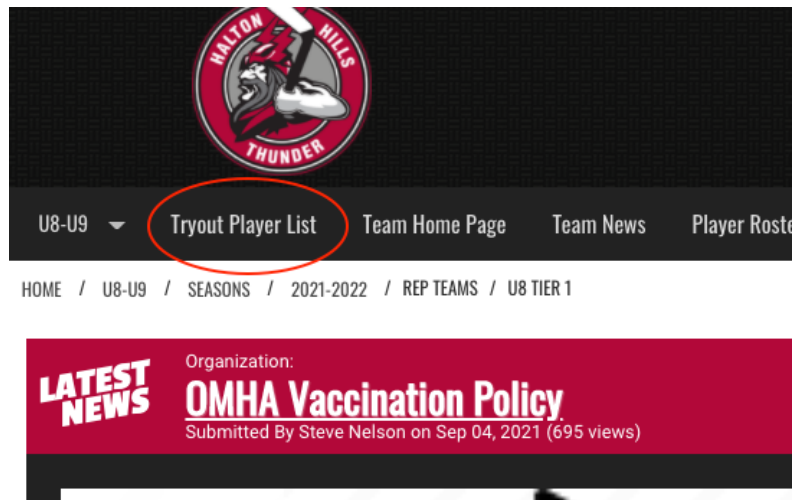 HALTON HILLS
THUNDER
U8-U9 Tryout Player List Team Home Page Team News Player Roste
HOME / U8-U9 / SEASONS / 2021-2022 / REP TEAMS / U8 TIER 1
LATEST
NEWS
Organization:
OMHA Vaccination Policy
Submitted By Steve Nelson on Sep 04, 2021 (695 views)